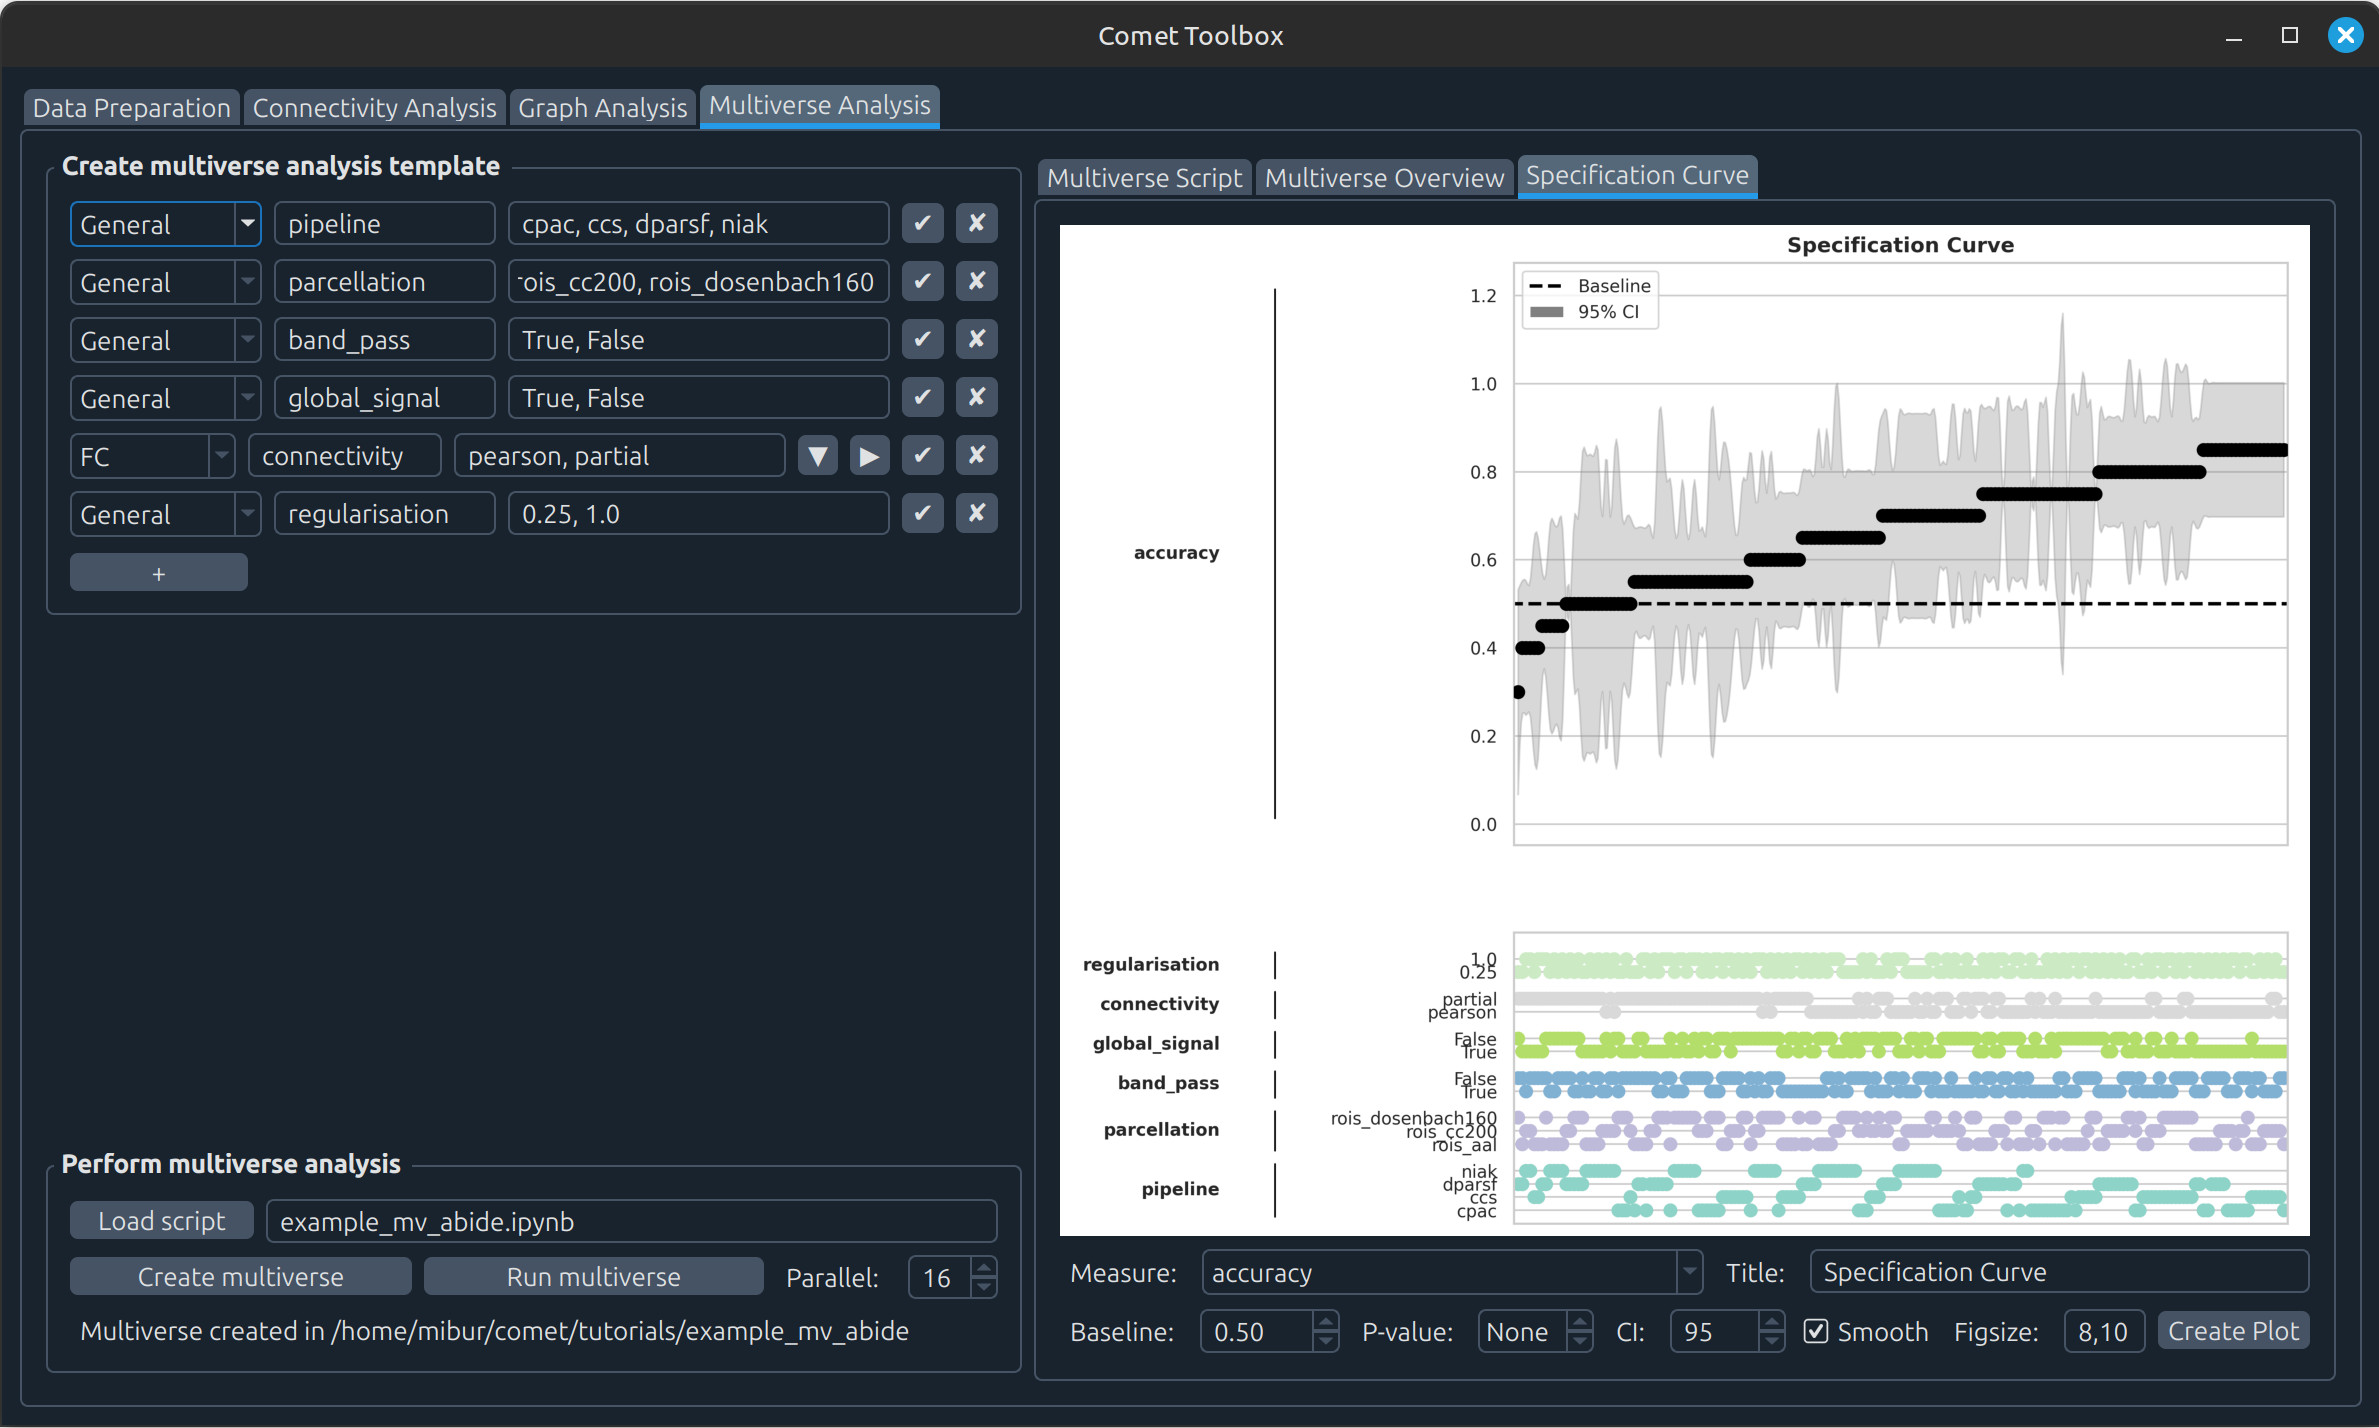 Comet Toolbox
Data Preparation Connectivity Analysis Graph Analysis Multiverse Analysis
Create multiverse analysis template
General pipeline cpac, ccs, dparsf, niak
General parcellation rois_cc200, rois_dosenbach160
General band_pass True, False
General global_signal True, False
FC connectivity pearson, partial
General regularisation 0.25, 1.0
+
Perform multiverse analysis
Load script example_mv_abide.ipynb
Create multiverse Run multiverse Parallel: 16
Multiverse created in /home/mibur/comet/tutorials/example_mv_abide
Multiverse Script Multiverse Overview Specification Curve
Specification Curve
Baseline
95% CI
1.2
1.0
0.8
0.6
0.4
0.2
0.0
accuracy
regularisation
1.0
0.25
connectivity
partial
pearson
global_signal
False
True
band_pass
False
True
parcellation
rois_dosenbach160
rois_cc200
rois_aal
pipeline
niak
dparsf
ccs
cpac
Measure: accuracy Title: Specification Curve
Baseline: 0.50 P-value: None CI: 95 Smooth Figsize: 8,10 Create Plot